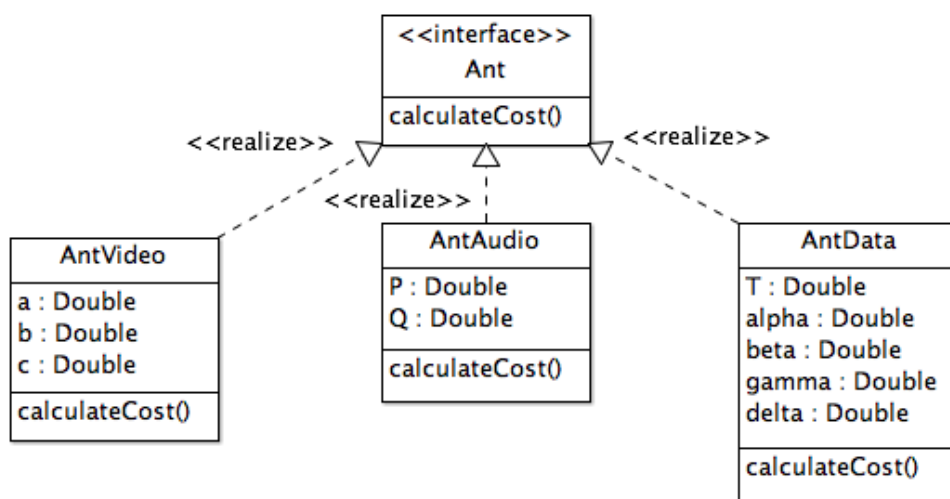 <<interface>>
Ant
calculateCost()
<<realize>>
<<realize>>
<<realize>>
AntVideo
a : Double
b : Double
c : Double
calculateCost()
AntAudio
P : Double
Q : Double
calculateCost()
AntData
T : Double
alpha : Double
beta : Double
gamma : Double
delta : Double
calculateCost()